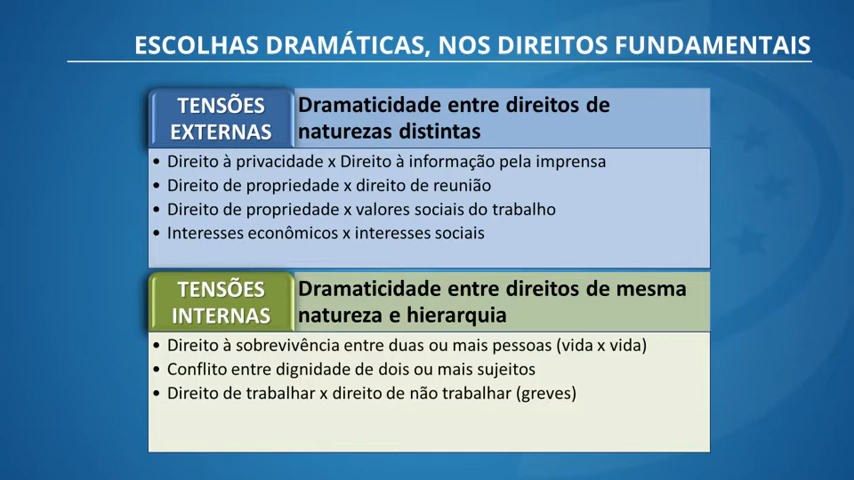 ESCOLHAS DRAMÁTICAS, NOS DIREITOS FUNDAMENTAIS
TENSÕES
EXTERNAS
Dramaticidade entre direitos de
naturezas distintas
• Direito à privacidade x Direito à informação pela imprensa
• Direito de propriedade x direito de reunião
• Direito de propriedade x valores sociais do trabalho
• Interesses econômicos x interesses sociais
TENSÕES
INTERNAS
Dramaticidade entre direitos de mesma
natureza e hierarquia
• Direito à sobrevivência entre duas ou mais pessoas (vida x vida)
• Conflito entre dignidade de dois ou mais sujeitos
• Direito de trabalhar x direito de não trabalhar (greves)